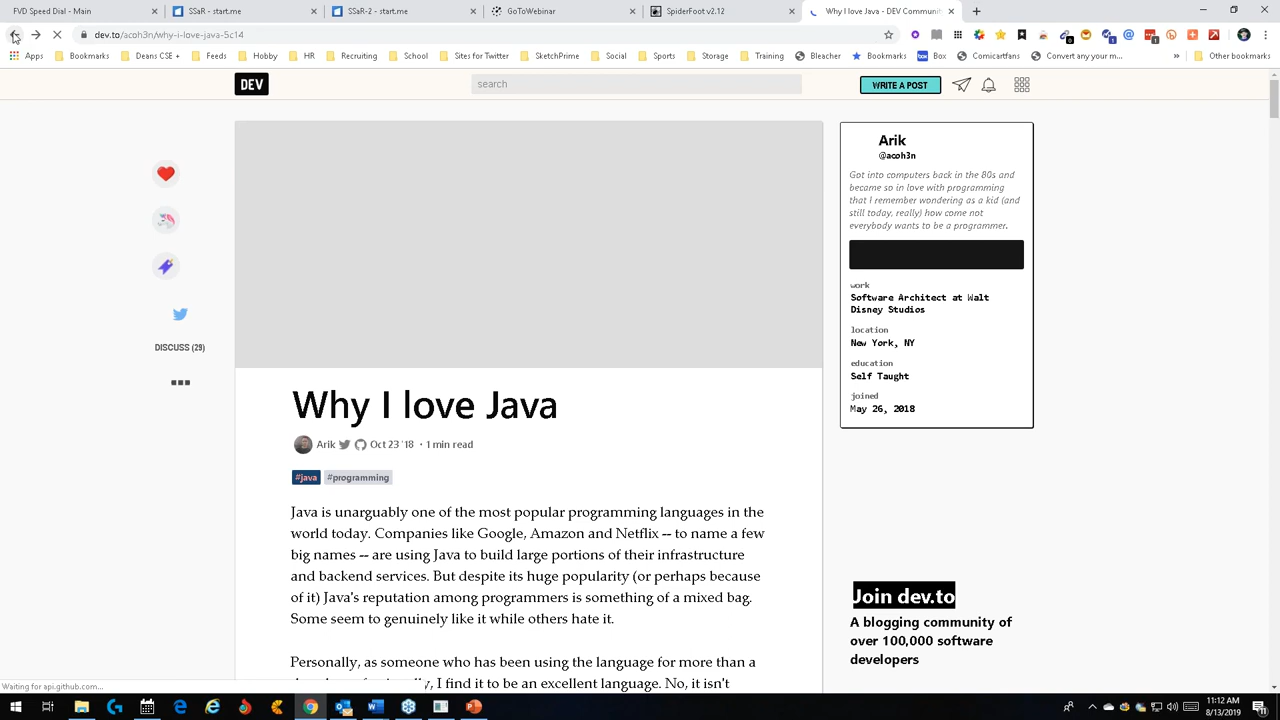 FVD Speed Dial - Main
SSaR - start.me
SSaR-2 - start.me
GoToWebinar
SpiderFoot v2.12
Why I love Java - DEV Communit
dev.to/acoh3n/why-i-love-java-5c14
Apps
Bookmarks
Deans CSE +
Feeds
Hobby
HR
Recruiting
School
Sites for Twitter
SketchPrime
Social
Sports
Storage
Training
Bleacher
Bookmarks
Box
Comicartfans
Convert any your m...
»
Other bookmarks
DEV
search
WRITE A POST
DISCUSS (29)
Why I love Java
Arik
Oct 23 '18 • 1 min read
#java #programming
Java is unarguably one of the most popular programming languages in the
world today. Companies like Google, Amazon and Netflix -- to name a few
big names -- are using Java to build large portions of their infrastructure
and backend services. But despite its huge popularity (or perhaps because
of it) Java's reputation among programmers is something of a mixed bag.
Some seem to genuinely like it while others hate it.
Personally, as someone who has been using the language for more than a
, I find it to be an excellent language. No, it isn't
Arik
@acoh3n
Got into computers back in the 80s and
became so in love with programming
that I remember wondering as a kid (and
still today, really) how come not
everybody wants to be a programmer.
work
Software Architect at Walt
Disney Studios
location
New York, NY
education
Self Taught
joined
May 26, 2018
Join dev.to
A blogging community of
over 100,000 software
developers
Waiting for api.github.com...
11:12 AM
8/13/2019